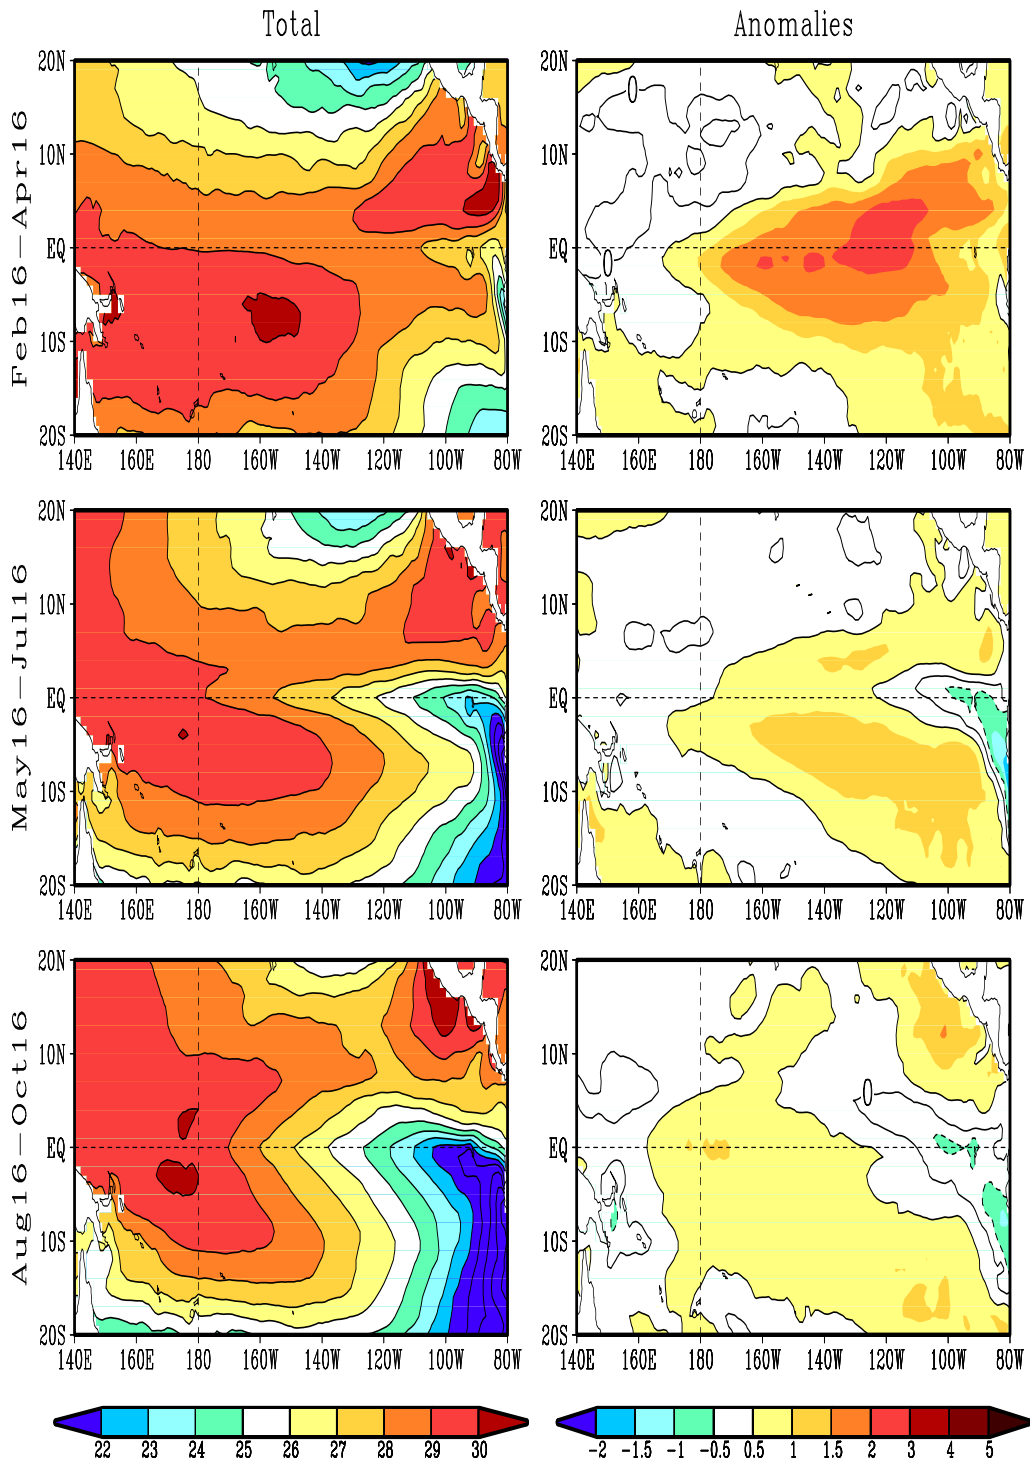 Total Anomalies
Feb16-Apr16
20N 20N
10N 10N
EQ EQ
0
0
10S 10S
20S 20S
140E 160E 180 160W 140W 120W 100W 80W 140E 160E 180 160W 140W 120W 100W 80W
May16-Jul16
20N 20N
10N 10N
EQ EQ
10S 10S
20S 20S
140E 160E 180 160W 140W 120W 100W 80W 140E 160E 180 160W 140W 120W 100W 80W
Aug16-Oct16
20N 20N
10N 10N
0
EQ EQ
10S 10S
20S 20S
140E 160E 180 160W 140W 120W 100W 80W 140E 160E 180 160W 140W 120W 100W 80W
22 23 24 25 26 27 28 29 30 -2 -1.5 -1 -0.5 0.5 1 1.5 2 3 4 5